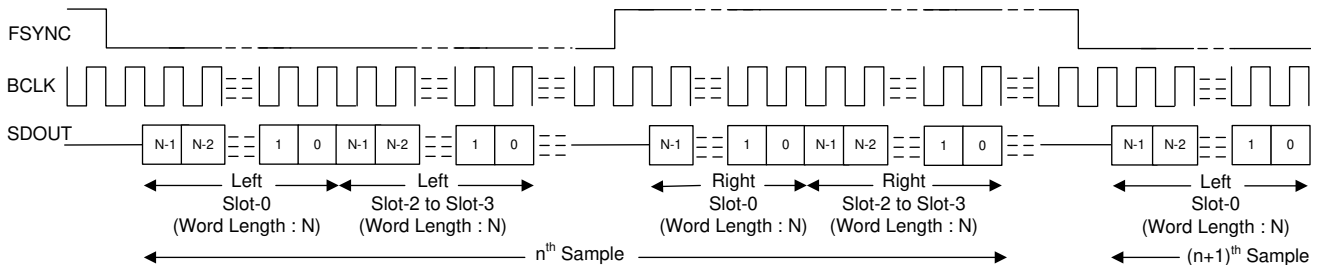 FSYNC
BCLK
SDOUT
N-1 N-2 1 0 N-1 N-2 1 0 N-1 1 0 N-1 N-2 1 0 N-1 N-2 1 0
Left Left Right Right Left
Slot-0 Slot-2 to Slot-3 Slot-0 Slot-2 to Slot-3 Slot-0
(Word Length : N) (Word Length : N) (Word Length : N) (Word Length : N) (Word Length : N)
nth Sample (n+1)th Sample